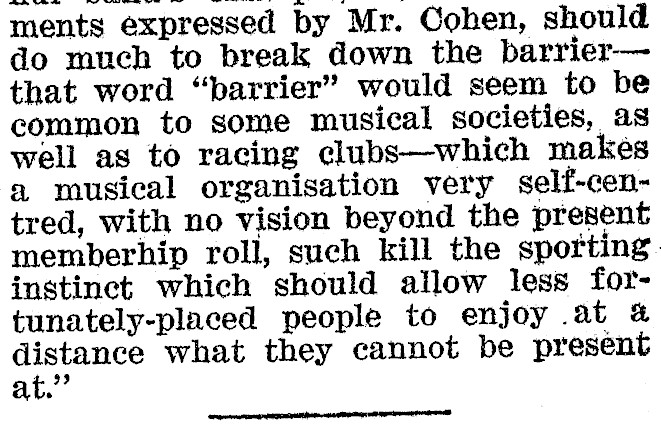 ments expressed by Mr. Cohen, should
do much to break down the barrier—
that word "barrier" would seem to be
common to some musical societies, as
well as to racing clubs—which makes
a musical organisation very self-cen-
tred, with no vision beyond the present
memberhip roll, such kill the sporting
instinct which should allow less for-
tunately-placed people to enjoy at a
distance what they cannot be present
at."